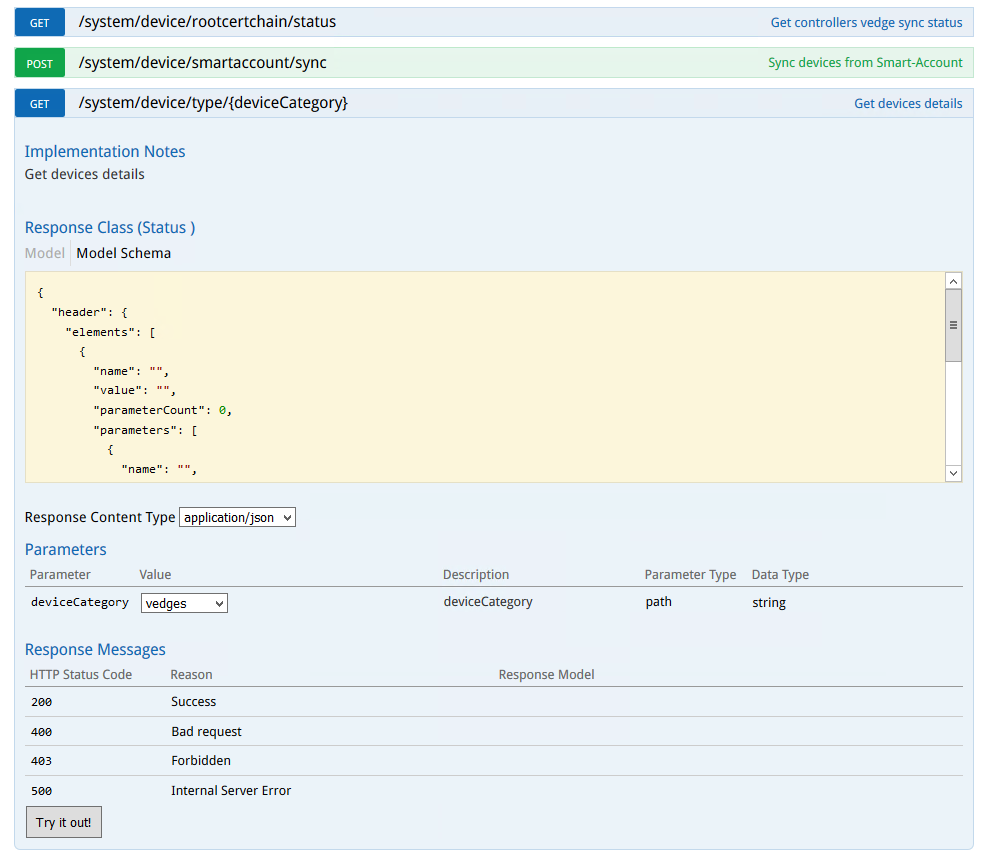 GET /system/device/rootcertchain/status Get controllers vedge sync status
POST /system/device/smartaccount/sync Sync devices from Smart-Account
GET /system/device/type/{deviceCategory} Get devices details
Implementation Notes
Get devices details
Response Class (Status )
Model Model Schema
{
  "header": {
    "elements": [
      {
        "name": "",
        "value": "",
        "parameterCount": 0,
        "parameters": [
          {
            "name": "",
Response Content Type application/json
Parameters
Parameter Value Description Parameter Type Data Type
deviceCategory vedges deviceCategory path string
Response Messages
HTTP Status Code Reason Response Model
200 Success
400 Bad request
403 Forbidden
500 Internal Server Error
Try it out!